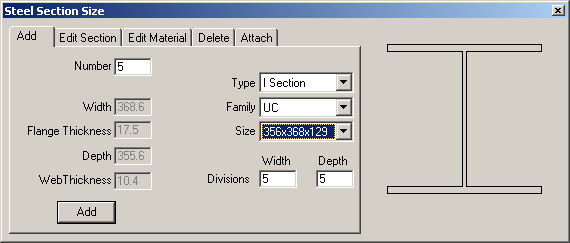 Steel Section Size
Add Edit Section Edit Material Delete Attach
Number 5
Type I Section
Width 368.6
Family UC
Flange Thickness 17.5
Size 356x368x129
Depth 355.6
Width Depth
WebThickness 10.4
Divisions 5 5
Add